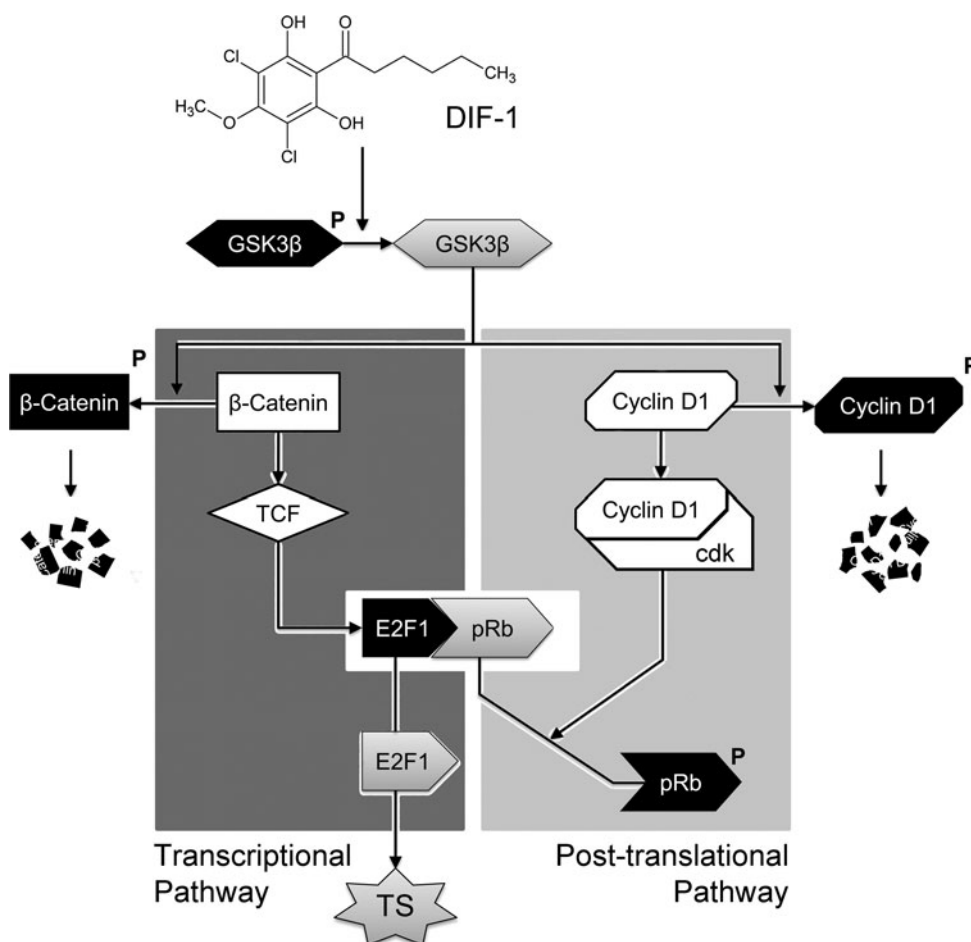 OH
O
Cl
CH₃
H₃C
O
OH
Cl
DIF-1
P
GSK3β
GSK3β
P
P
β-Catenin
β-Catenin
Cyclin D1
Cyclin D1
TCF
Cyclin D1
cdk
E2F1
pRb
E2F1
P
pRb
Transcriptional
Pathway
Post-translational
Pathway
TS